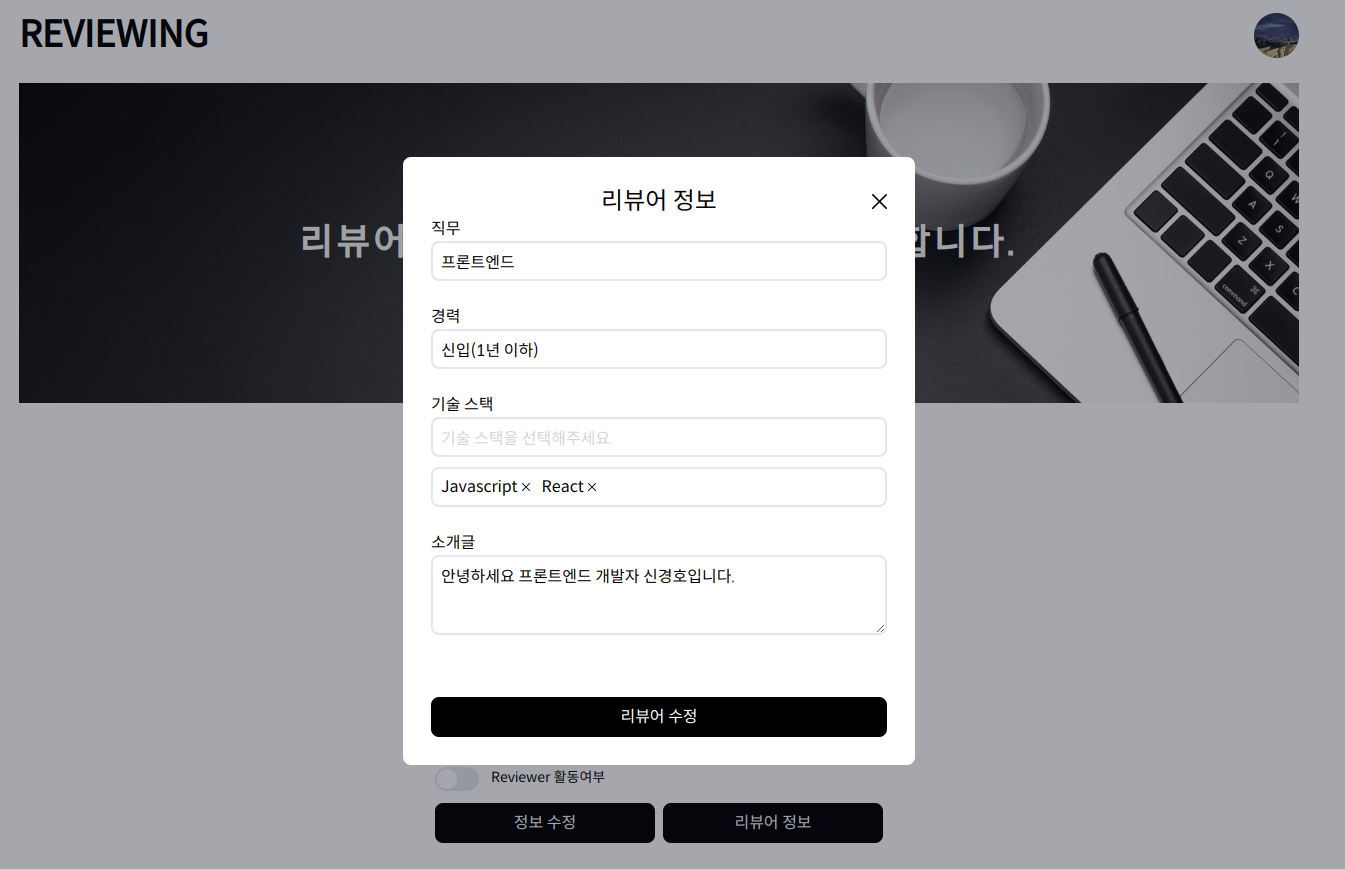 REVIEWING
리뷰어
합니다.
리뷰어 정보
직무
프론트엔드
경력
신입(1년 이하)
기술 스택
기술 스택을 선택해주세요.
Javascript × React ×
소개글
안녕하세요 프론트엔드 개발자 신경호입니다.
리뷰어 수정
Reviewer 활동여부
정보 수정
리뷰어 정보
command